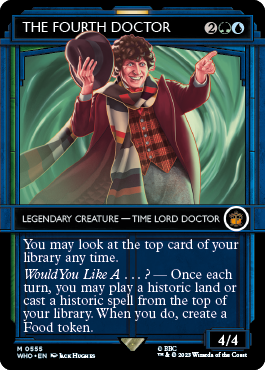 THE FOURTH DOCTOR 2
LEGENDARY CREATURE — TIME LORD DOCTOR
You may look at the top card of your
library any time.
Would You Like A . . . ? — Once each
turn, you may play a historic land or
cast a historic spell from the top of
your library. When you do, create a
Food token.
4/4
M 0555
WHO • EN JACK HUGHES
© BBC
™ & © 2023 Wizards of the Coast